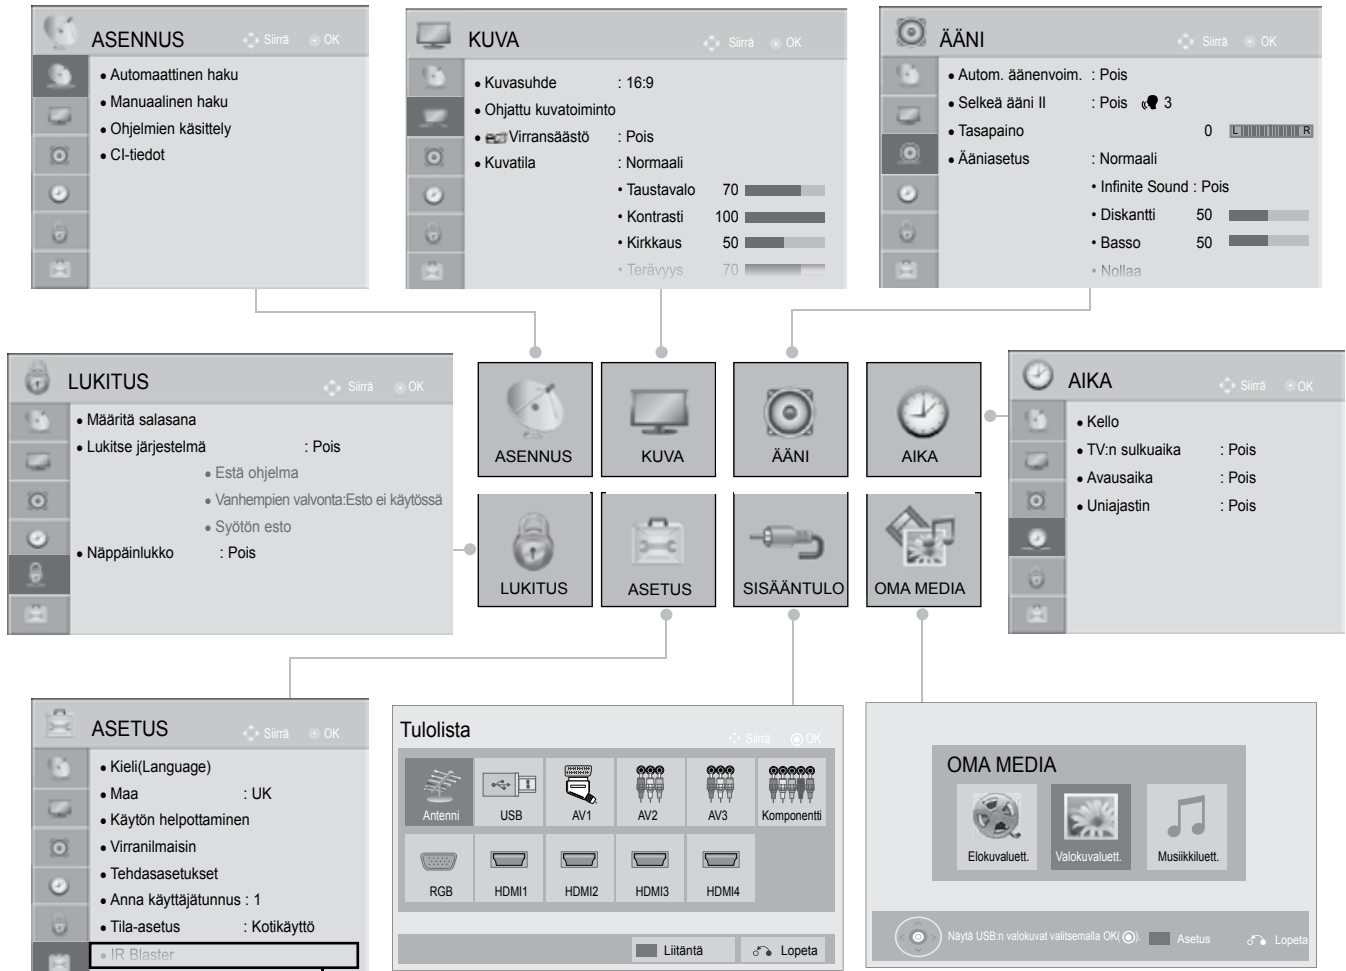 ASENNUS
Siirrä OK
• Automaattinen haku
• Manuaalinen haku
• Ohjelmien käsittely
• CI-tiedot
KUVA
Siirrä OK
• Kuvasuhde : 16:9
• Ohjattu kuvatoiminto
• Virransäästö : Pois
• Kuvatila : Normaali
• Taustavalo 70
• Kontrasti 100
• Kirkkaus 50
• Terävyys 70
ÄÄNI
Siirrä OK
• Autom. äänenvoim. : Pois
• Selkeä ääni II : Pois 3
• Tasapaino 0 L R
• Ääniasetus : Normaali
• Infinite Sound : Pois
• Diskantti 50
• Basso 50
• Nollaa
LUKITUS
Siirrä OK
• Määritä salasana
• Lukitse järjestelmä : Pois
• Estä ohjelma
• Vanhempien valvonta:Esto ei käytössä
• Syötön esto
• Näppäinlukko : Pois
ASENNUS
KUVA
ÄÄNI
AIKA
LUKITUS
ASETUS
SISÄÄNTULO
OMA MEDIA
AIKA
Siirrä OK
• Kello
• TV:n sulkuaika : Pois
• Avausaika : Pois
• Uniajastin : Pois
ASETUS
Siirrä OK
• Kieli(Language)
• Maa : UK
• Käytön helpottaminen
• Virranilmaisin
• Tehdasasetukset
• Anna käyttäjätunnus : 1
• Tila-asetus : Kotikäyttö
• IR Blaster
Tulolista
Siirrä OK
Antenni USB AV1 AV2 AV3 Komponentti
RGB HDMI1 HDMI2 HDMI3 HDMI4
Liitäntä Lopeta
OMA MEDIA
Elokuvaluett. Valokuvaluett. Musiikkiluett.
Näytä USB:n valokuvat valitsemalla OK(◉). Asetus Lopeta